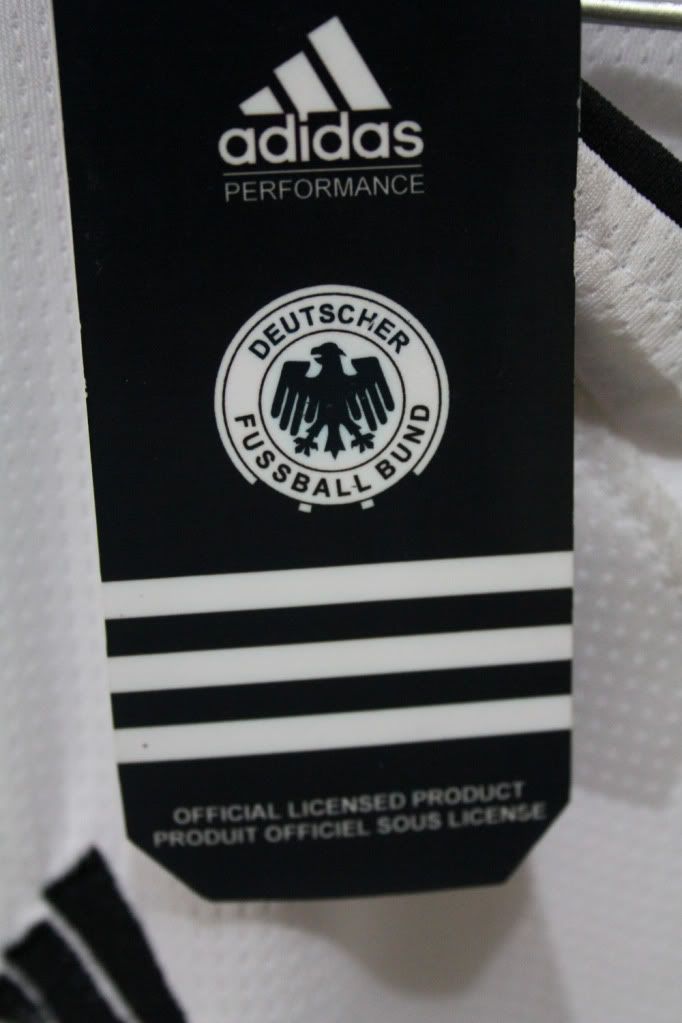 adidas
PERFORMANCE
DEUTSCHER
FUSSBALL BUND
OFFICIAL LICENSED PRODUCT
PRODUIT OFFICIEL SOUS LICENSE